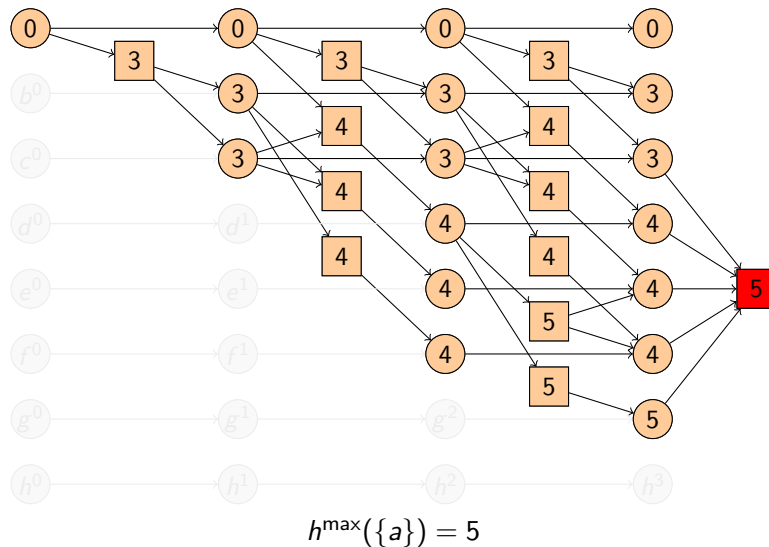 0 0 0 0
3 3 3
b⁰ 3 3 3
4 4
c⁰ 3 3 3
4 4
d⁰ d¹ 4 4
4 4
e⁰ e¹ 4 4 5
5
f⁰ f¹ 4 4
5
g⁰ g¹ g² 5
h⁰ h¹ h² h³
h^max({a}) = 5